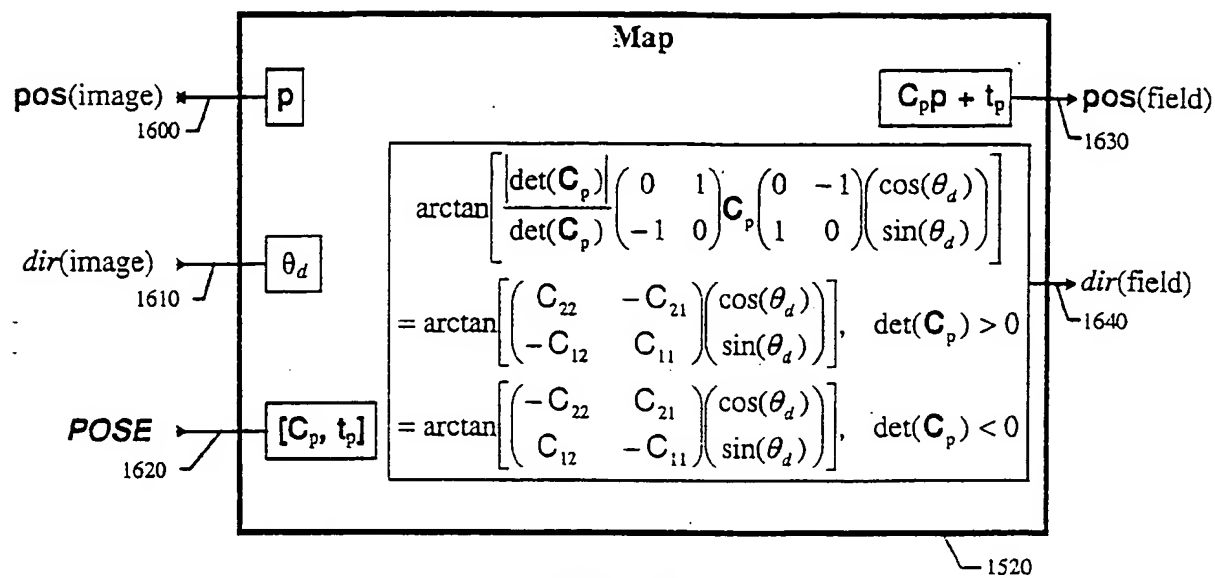 Map
pos(image) p
1600
C_p p + t_p pos(field)
1630
arctan[ |det(C_p)| / det(C_p) ( 0 1 ; -1 0 ) C_p ( 0 -1 ; 1 0 ) ( cos(θ_d) ; sin(θ_d) ) ]
dir(image) θ_d
1610
= arctan[ ( C_22 -C_21 ; -C_12 C_11 ) ( cos(θ_d) ; sin(θ_d) ) ], det(C_p) > 0
dir(field)
1640
POSE [C_p, t_p]
1620
= arctan[ ( -C_22 C_21 ; C_12 -C_11 ) ( cos(θ_d) ; sin(θ_d) ) ], det(C_p) < 0
1520